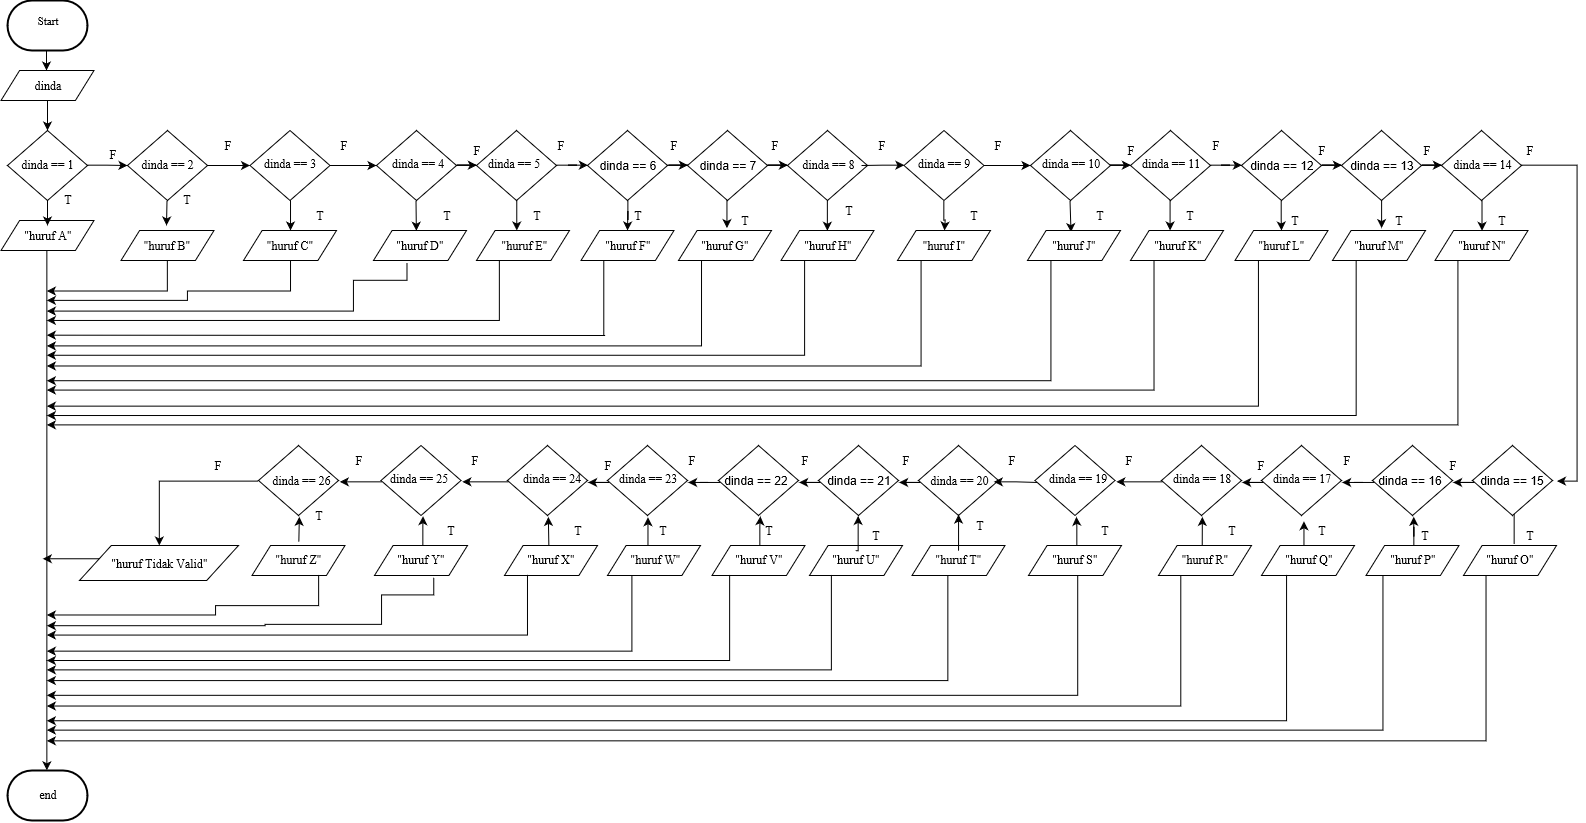 Start
dinda
F F F F F F F F F F F F F F
dinda == 1 dinda == 2 dinda == 3 dinda == 4 dinda == 5 dinda == 6 dinda == 7 dinda == 8 dinda == 9 dinda == 10 dinda == 11 dinda == 12 dinda == 13 dinda == 14
T T T T T T T T T T T T T T
"huruf A" "huruf B" "huruf C" "huruf D" "huruf E" "huruf F" "huruf G" "huruf H" "huruf I" "huruf J" "huruf K" "huruf L" "huruf M" "huruf N"
F F F F F F F F F F F F
dinda == 26 dinda == 25 dinda == 24 dinda == 23 dinda == 22 dinda == 21 dinda == 20 dinda == 19 dinda == 18 dinda == 17 dinda == 16 dinda == 15
T T T T T T T T T T T T
"huruf Tidak Valid" "huruf Z" "huruf Y" "huruf X" "huruf W" "huruf V" "huruf U" "huruf T" "huruf S" "huruf R" "huruf Q" "huruf P" "huruf O"
end